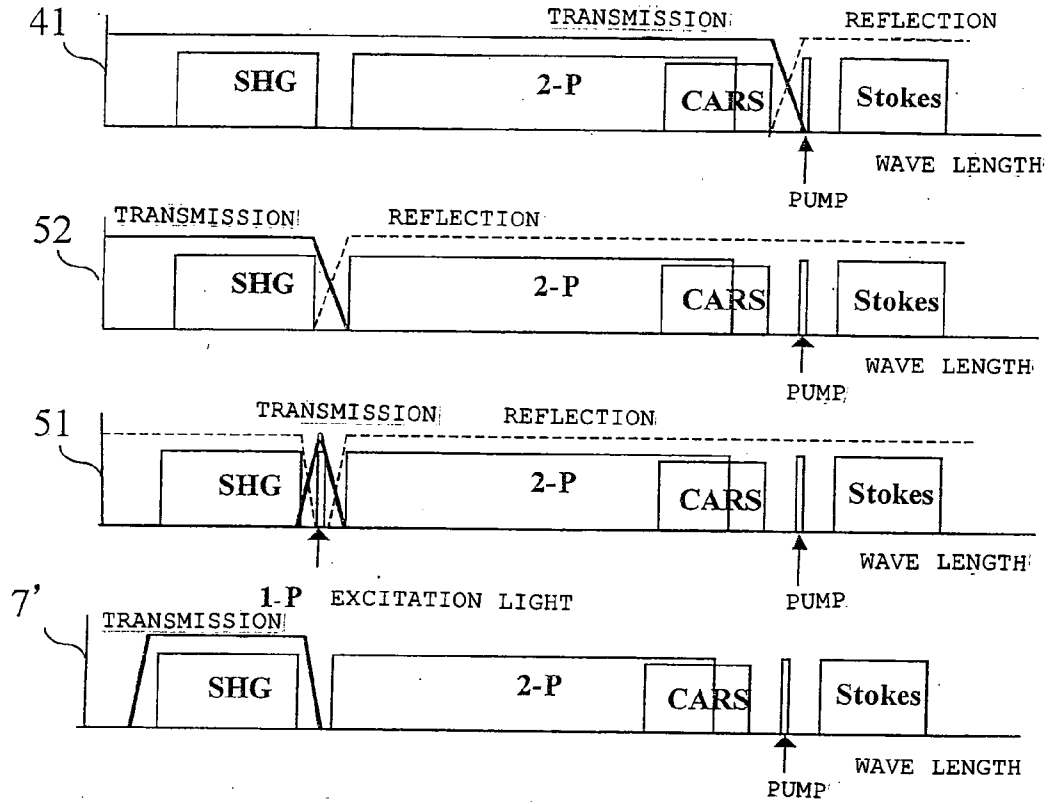 41
TRANSMISSION
REFLECTION
SHG
2-P
CARS
Stokes
WAVE LENGTH
PUMP
52
TRANSMISSION
REFLECTION
SHG
2-P
CARS
Stokes
WAVE LENGTH
PUMP
51
TRANSMISSION
REFLECTION
SHG
2-P
CARS
Stokes
WAVE LENGTH
1-P EXCITATION LIGHT
PUMP
7’
TRANSMISSION
SHG
2-P
CARS
Stokes
WAVE LENGTH
PUMP